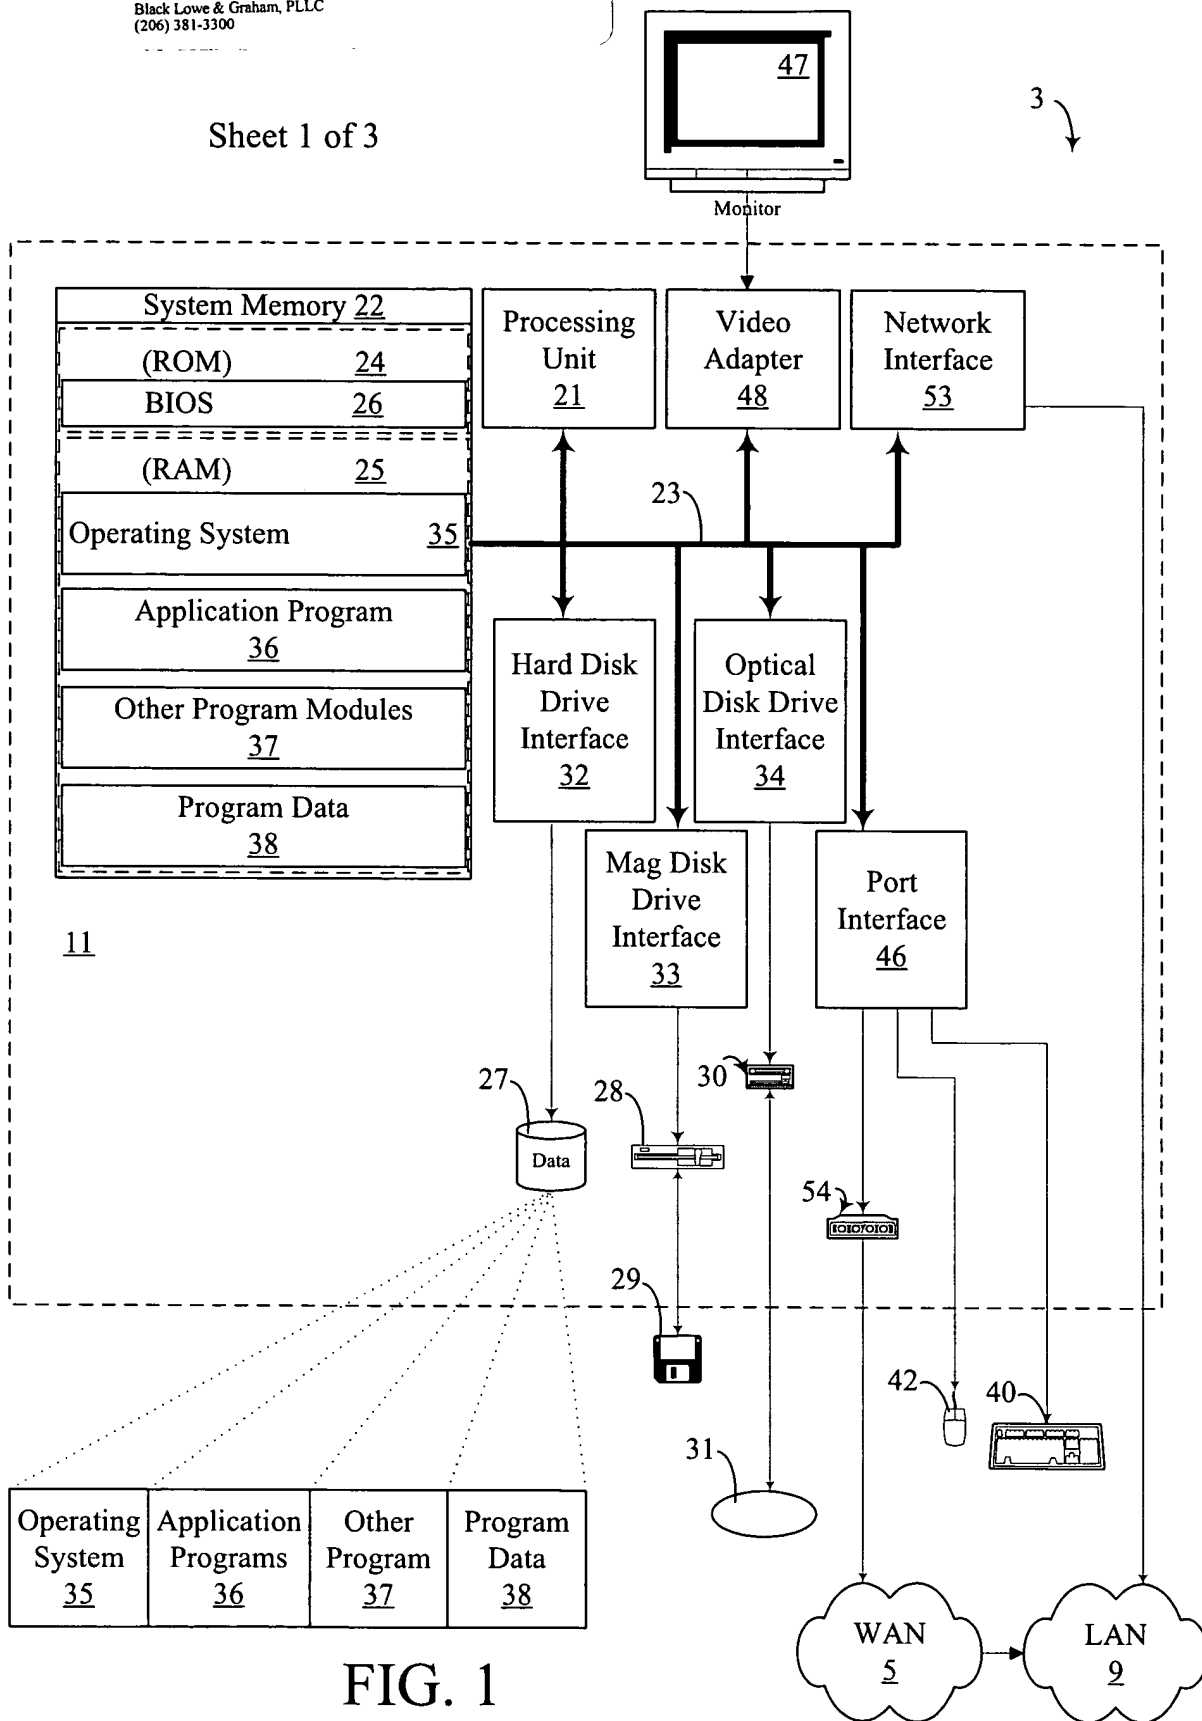 Black Lowe & Graham, PLLC
(206) 381-3300
Sheet 1 of 3
47
3
Monitor
System Memory 22
(ROM) 24
BIOS 26
(RAM) 25
Operating System 35
Application Program
36
Other Program Modules
37
Program Data
38
Processing
Unit
21
Video
Adapter
48
Network
Interface
53
23
Hard Disk
Drive
Interface
32
Optical
Disk Drive
Interface
34
Mag Disk
Drive
Interface
33
Port
Interface
46
11
27
Data
28
30
54
29
42
40
31
Operating
System
35
Application
Programs
36
Other
Program
37
Program
Data
38
WAN
5
LAN
9
FIG. 1